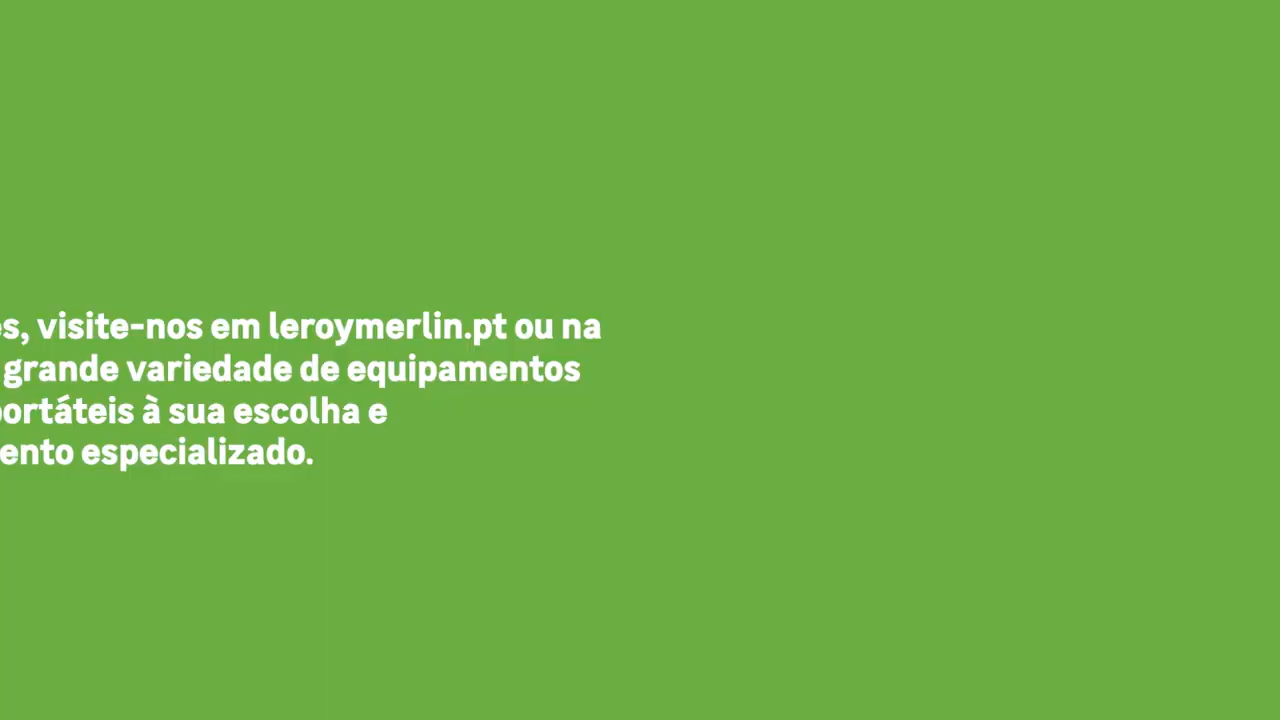 es, visite-nos em leroymerlin.pt ou na
grande variedade de equipamentos
portáteis à sua escolha e
ento especializado.